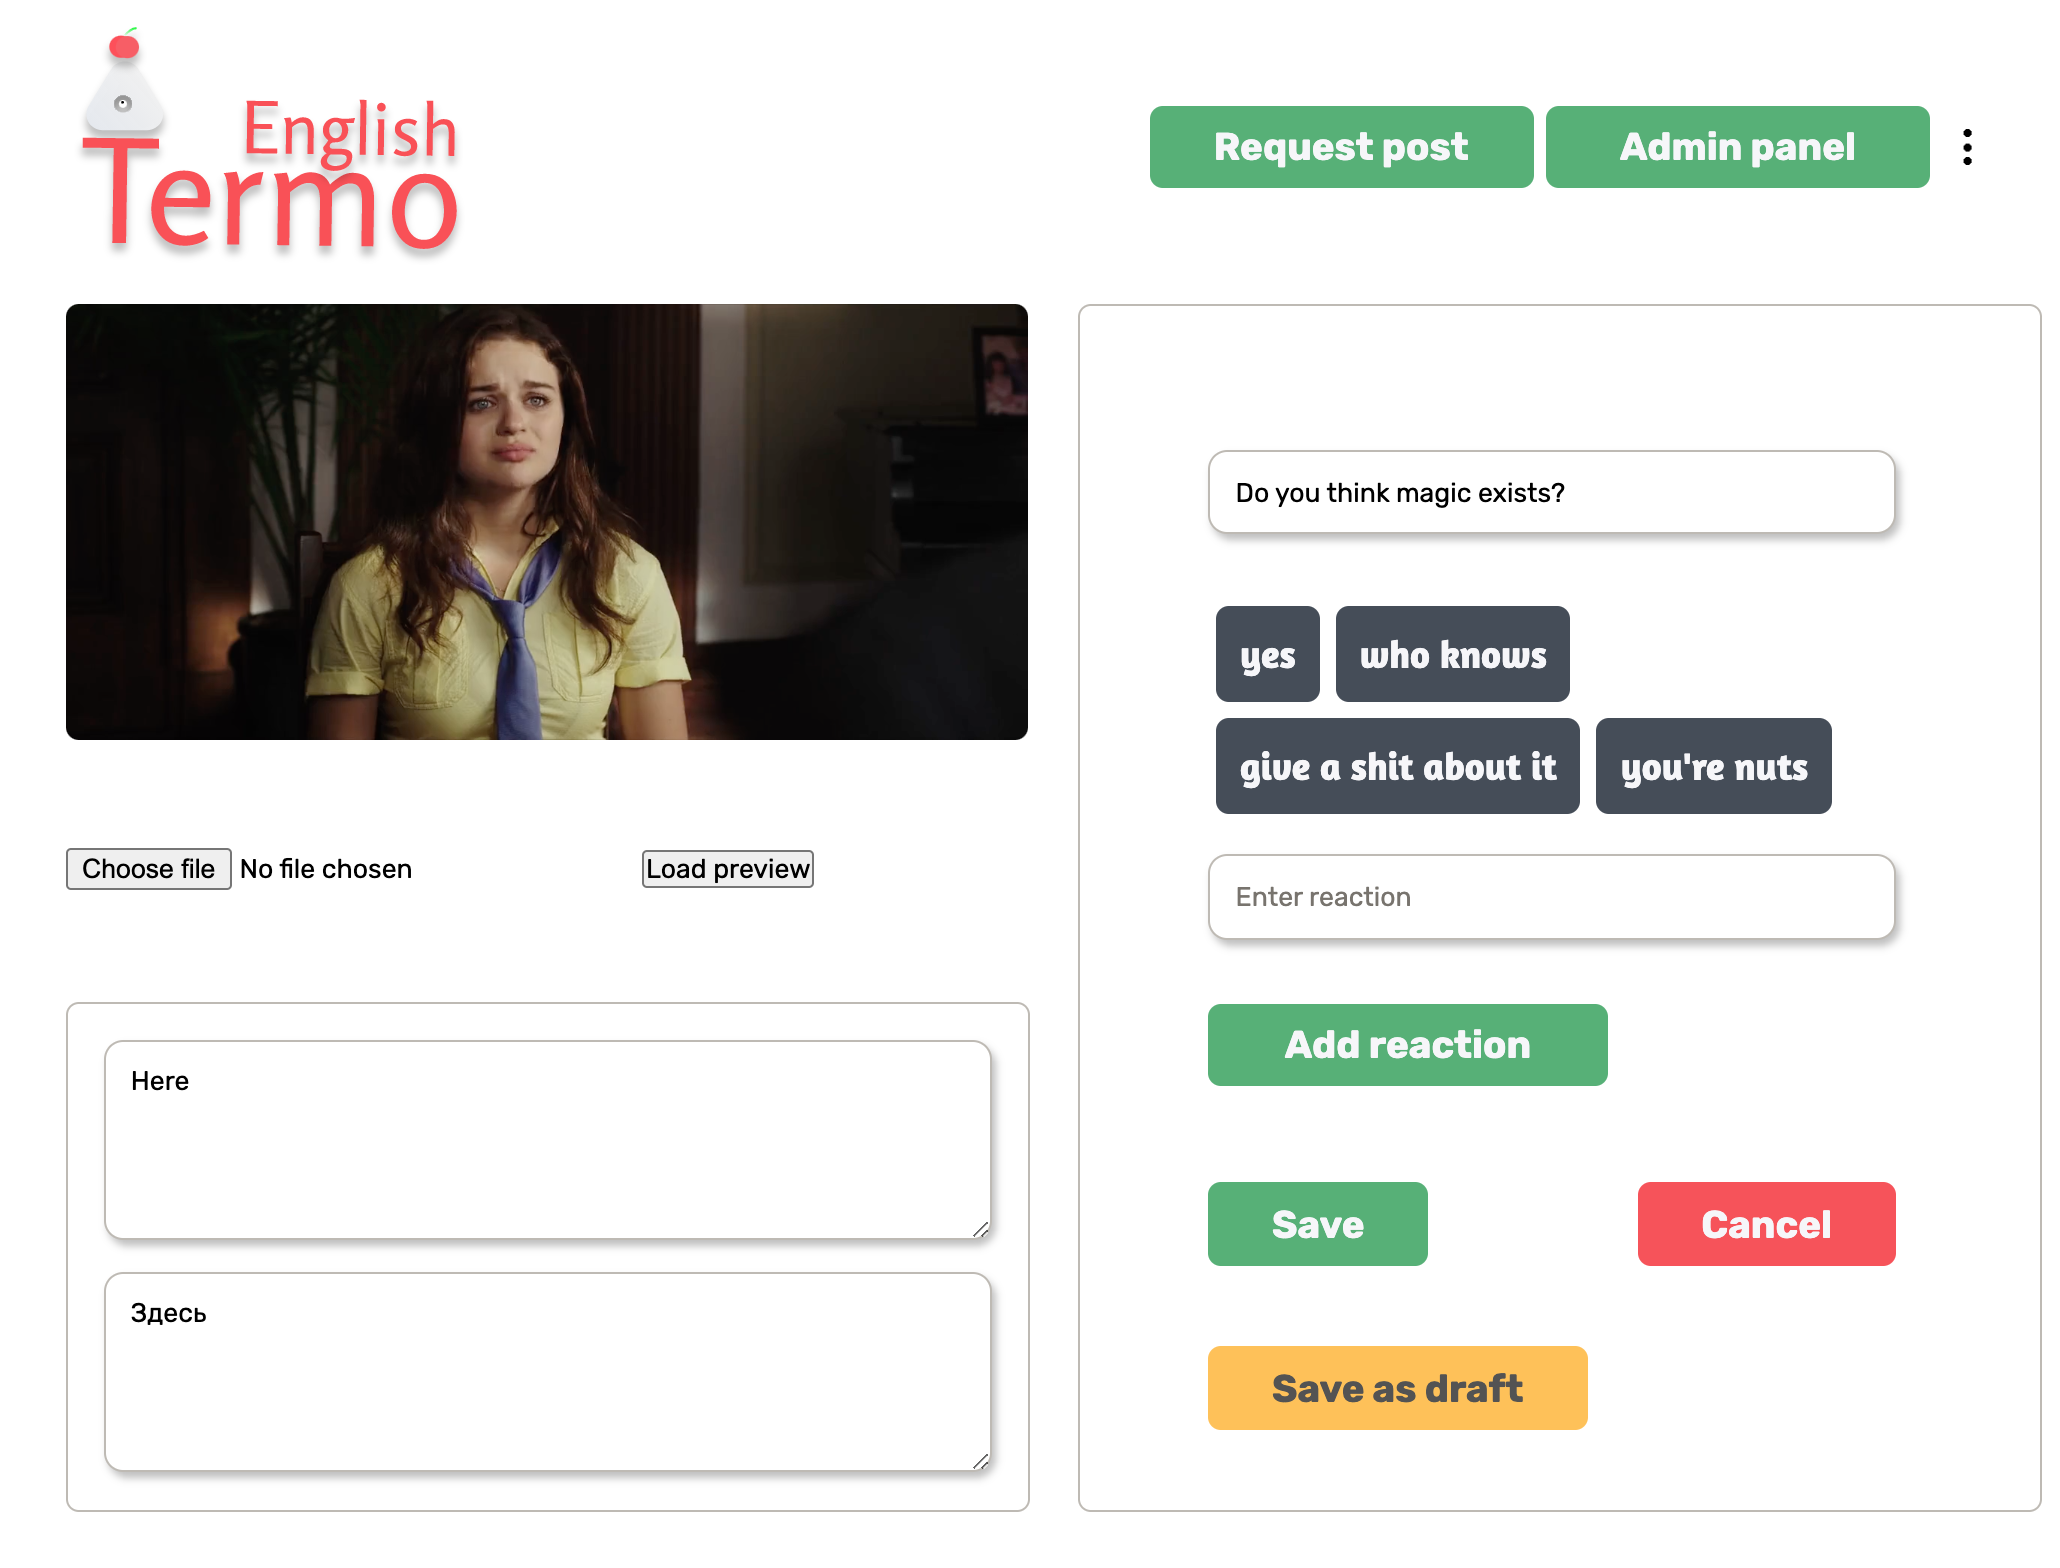 English
Termo
Request post
Admin panel
Choose file No file chosen
Load preview
Here
Здесь
Do you think magic exists?
yes
who knows
give a shit about it
you're nuts
Enter reaction
Add reaction
Save
Cancel
Save as draft